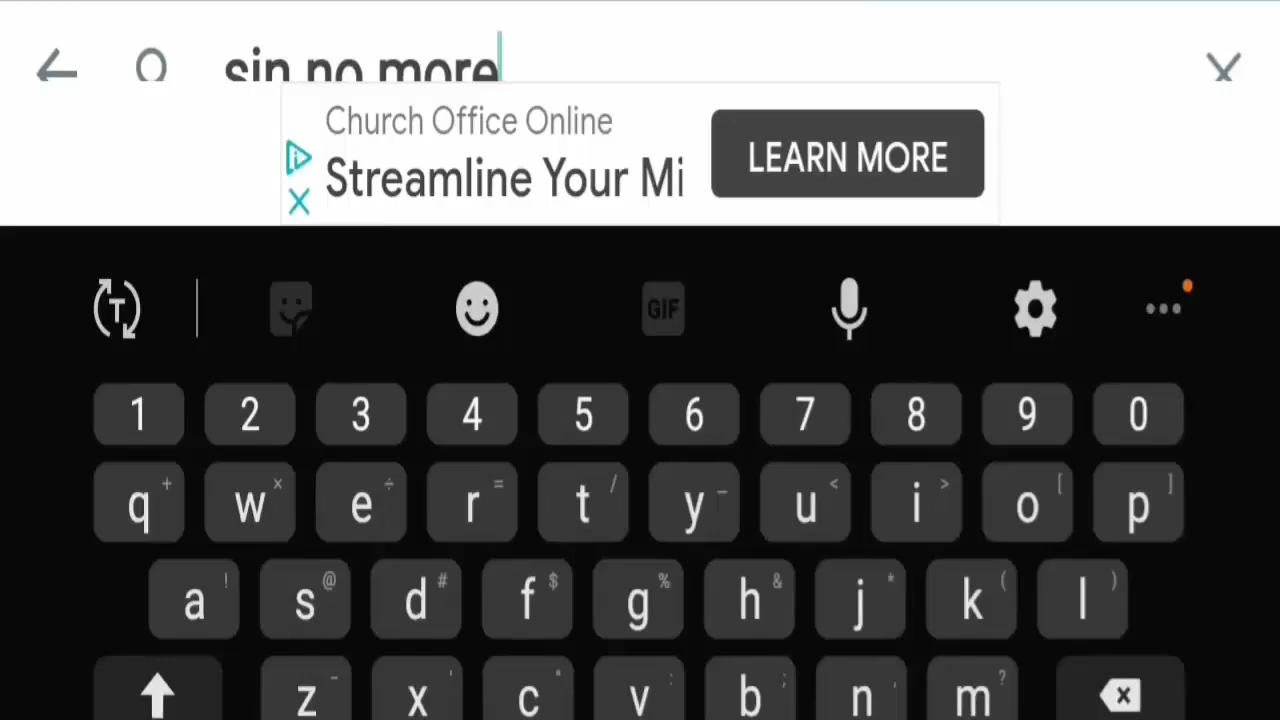 sin no more
Church Office Online
Streamline Your Mi
LEARN MORE
T GIF
1 2 3 4 5 6 7 8 9 0
q + w × e ÷ r = t / y _ u < i > o [ p ]
a ! s @ d # f $ g % h & j * k ( l )
z - x ' c " v : b ; n , m ?